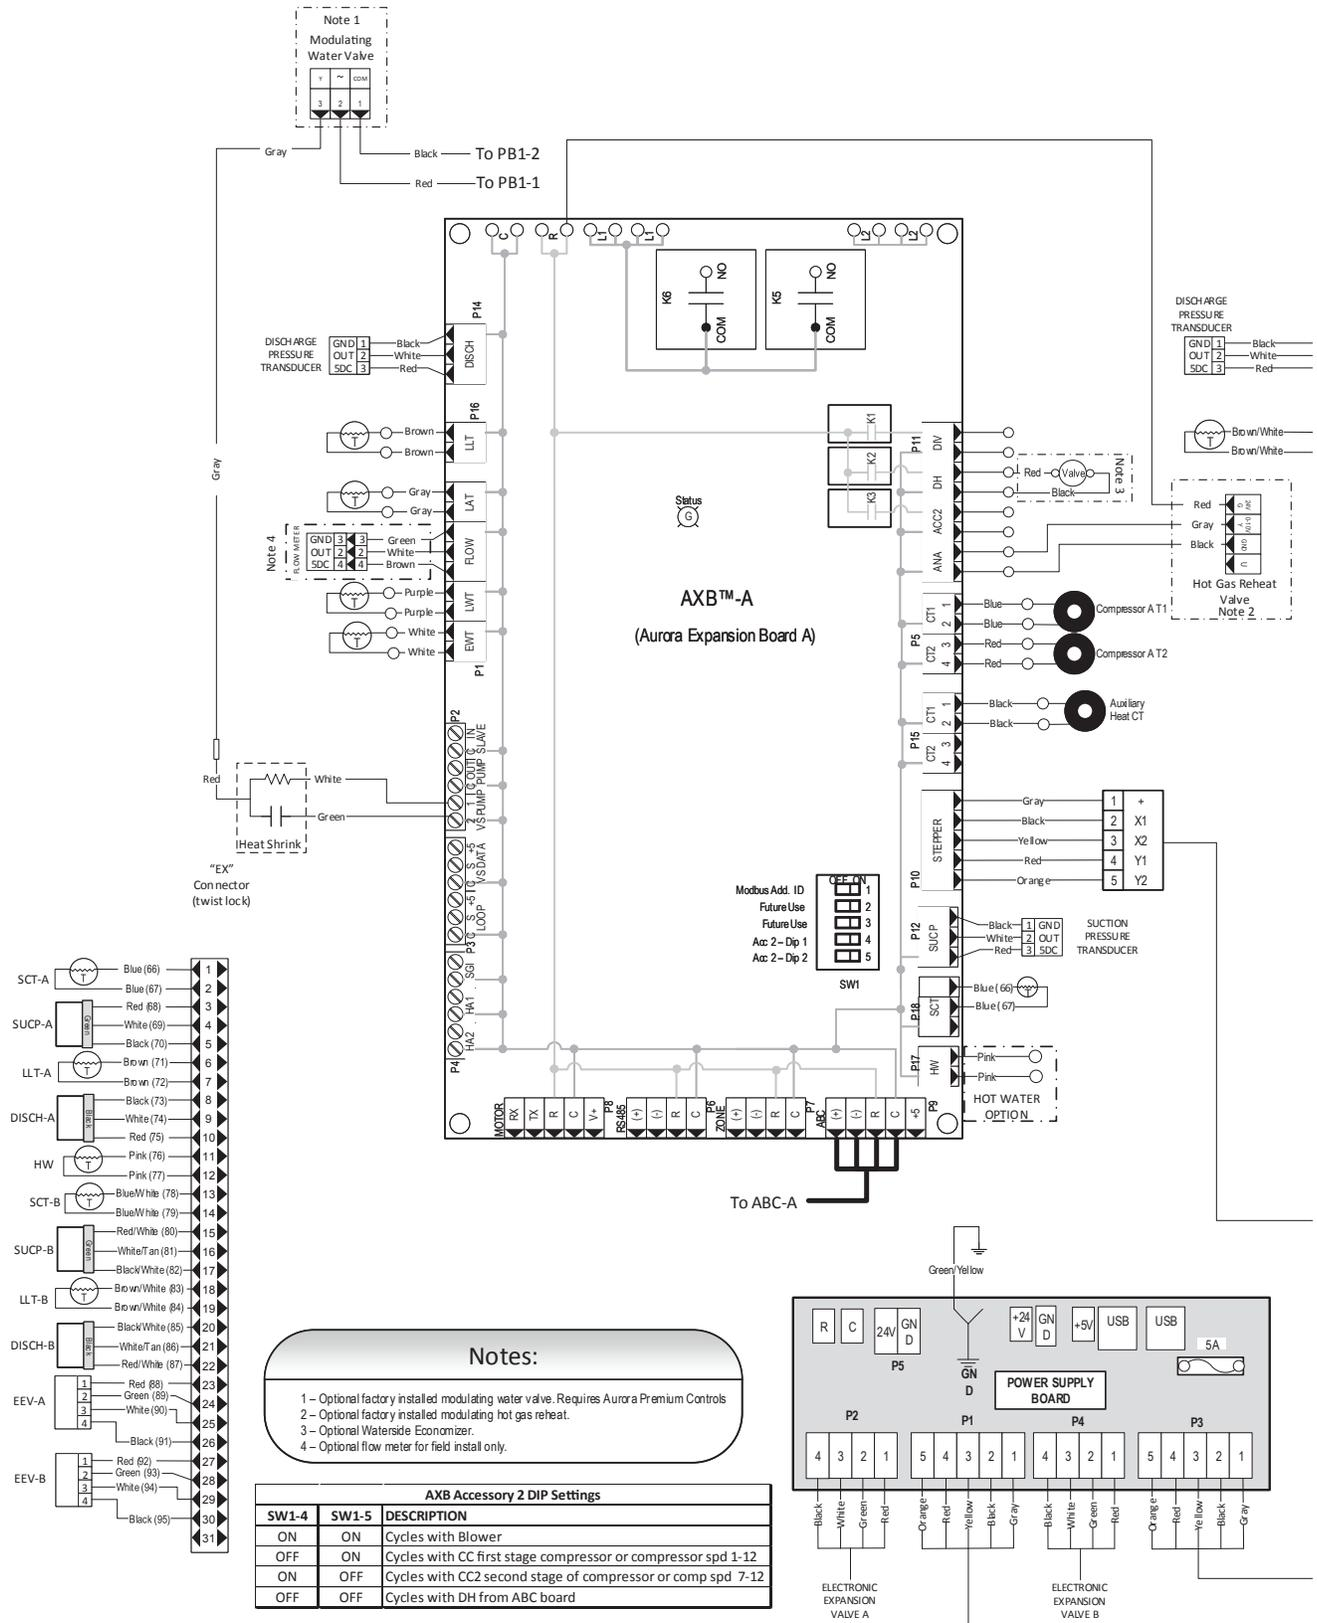 Note 1
Modulating
Water Valve
Y ~ COM
3 2 1
Gray
Black To PB1-2
Red To PB1-1
C R L1 L1 L2 L2
K6 NO COM
K5 NO COM
P14
DISCH
DISCHARGE
PRESSURE
TRANSDUCER
GND 1 Black
OUT 2 White
5DC 3 Red
DISCHARGE
PRESSURE
TRANSDUCER
GND 1 Black
OUT 2 White
5DC 3 Red
P16
LLT
T Brown
Brown
LAT
T Gray
Gray
Gray
Note 4
FLOW METER
GND 3 3 Green
OUT 2 2 White
5DC 4 4 Brown
FLOW
T Purple
Purple
LWT
T White
White
EWT
P1
Status
G
AXB™-A
(Aurora Expansion Board A)
K1
K2
K3
P11
DIV
DH
ACC2
ANA
Red Valve
Black
Note 3
T Brown/White
Brown/White
Red 24V G
Gray 0-10V Y
Black GND
U
Hot Gas Reheat
Valve
Note 2
CT1 1 Blue
2 Blue
Compressor A T1
P5
CT2 3 Red
4 Red
Compressor A T2
CT1 1 Black
2 Black
Auxiliary
Heat CT
P15
CT2 3
4
P2
IN
C SLAVE
OUT
C PUMP
1
2 VS PUMP
Red
White
Green
Heat Shrink
"EX"
Connector
(twist lock)
+5
S
C VS DATA
+5
S
C LOOP
P3
SGI
HA1
HA2
P4
STEPPER
P10
Gray 1 +
Black 2 X1
Yellow 3 X2
Red 4 Y1
Orange 5 Y2
OFF ON
Modbus Add. ID 1
Future Use 2
Future Use 3
Acc 2 – Dip 1 4
Acc 2 – Dip 2 5
SW1
P12
SUCP
Black 1 GND
White 2 OUT
Red 3 5DC
SUCTION
PRESSURE
TRANSDUCER
P18
SCT
Blue (66) T
Blue (67)
P17
HW
Pink
Pink
HOT WATER
OPTION
MOTOR RX TX R C V+ P8
RS485 (+) (-) R C P6
ZONE (+) (-) R C P7
ABC (+) (-) R C +5 P9
To ABC-A
SCT-A T Blue (66) 1
Blue (67) 2
SUCP-A Green Red (68) 3
White (69) 4
Black (70) 5
LLT-A T Brown (71) 6
Brown (72) 7
DISCH-A Black Black (73) 8
White (74) 9
Red (75) 10
HW T Pink (76) 11
Pink (77) 12
SCT-B T Blue/White (78) 13
Blue/White (79) 14
SUCP-B Green Red/White (80) 15
White/Tan (81) 16
Black/White (82) 17
LLT-B T Brown/White (83) 18
Brown/White (84) 19
DISCH-B Black Black/White (85) 20
White/Tan (86) 21
Red/White (87) 22
EEV-A 1 Red (88) 23
2 Green (89) 24
3 White (90) 25
4 Black (91) 26
EEV-B 1 Red (92) 27
2 Green (93) 28
3 White (94) 29
4 Black (95) 30
31
Notes:
1 – Optional factory installed modulating water valve. Requires Aurora Premium Controls
2 – Optional factory installed modulating hot gas reheat.
3 – Optional Waterside Economizer.
4 – Optional flow meter for field install only.
AXB Accessory 2 DIP Settings
SW1-4 SW1-5 DESCRIPTION
ON ON Cycles with Blower
OFF ON Cycles with CC first stage compressor or compressor spd 1-12
ON OFF Cycles with CC2 second stage of compressor or comp spd 7-12
OFF OFF Cycles with DH from ABC board
Green/Yellow
R C 24V GN D
P5
GN D
+24 V GN D +5V USB USB
5A
POWER SUPPLY
BOARD
P2 P1 P4 P3
4 3 2 1
5 4 3 2 1
4 3 2 1
5 4 3 2 1
Black White Green Red
Orange Red Yellow Black Gray
Black White Green Red
Orange Red Yellow Black Gray
ELECTRONIC
EXPANSION
VALVE A
ELECTRONIC
EXPANSION
VALVE B